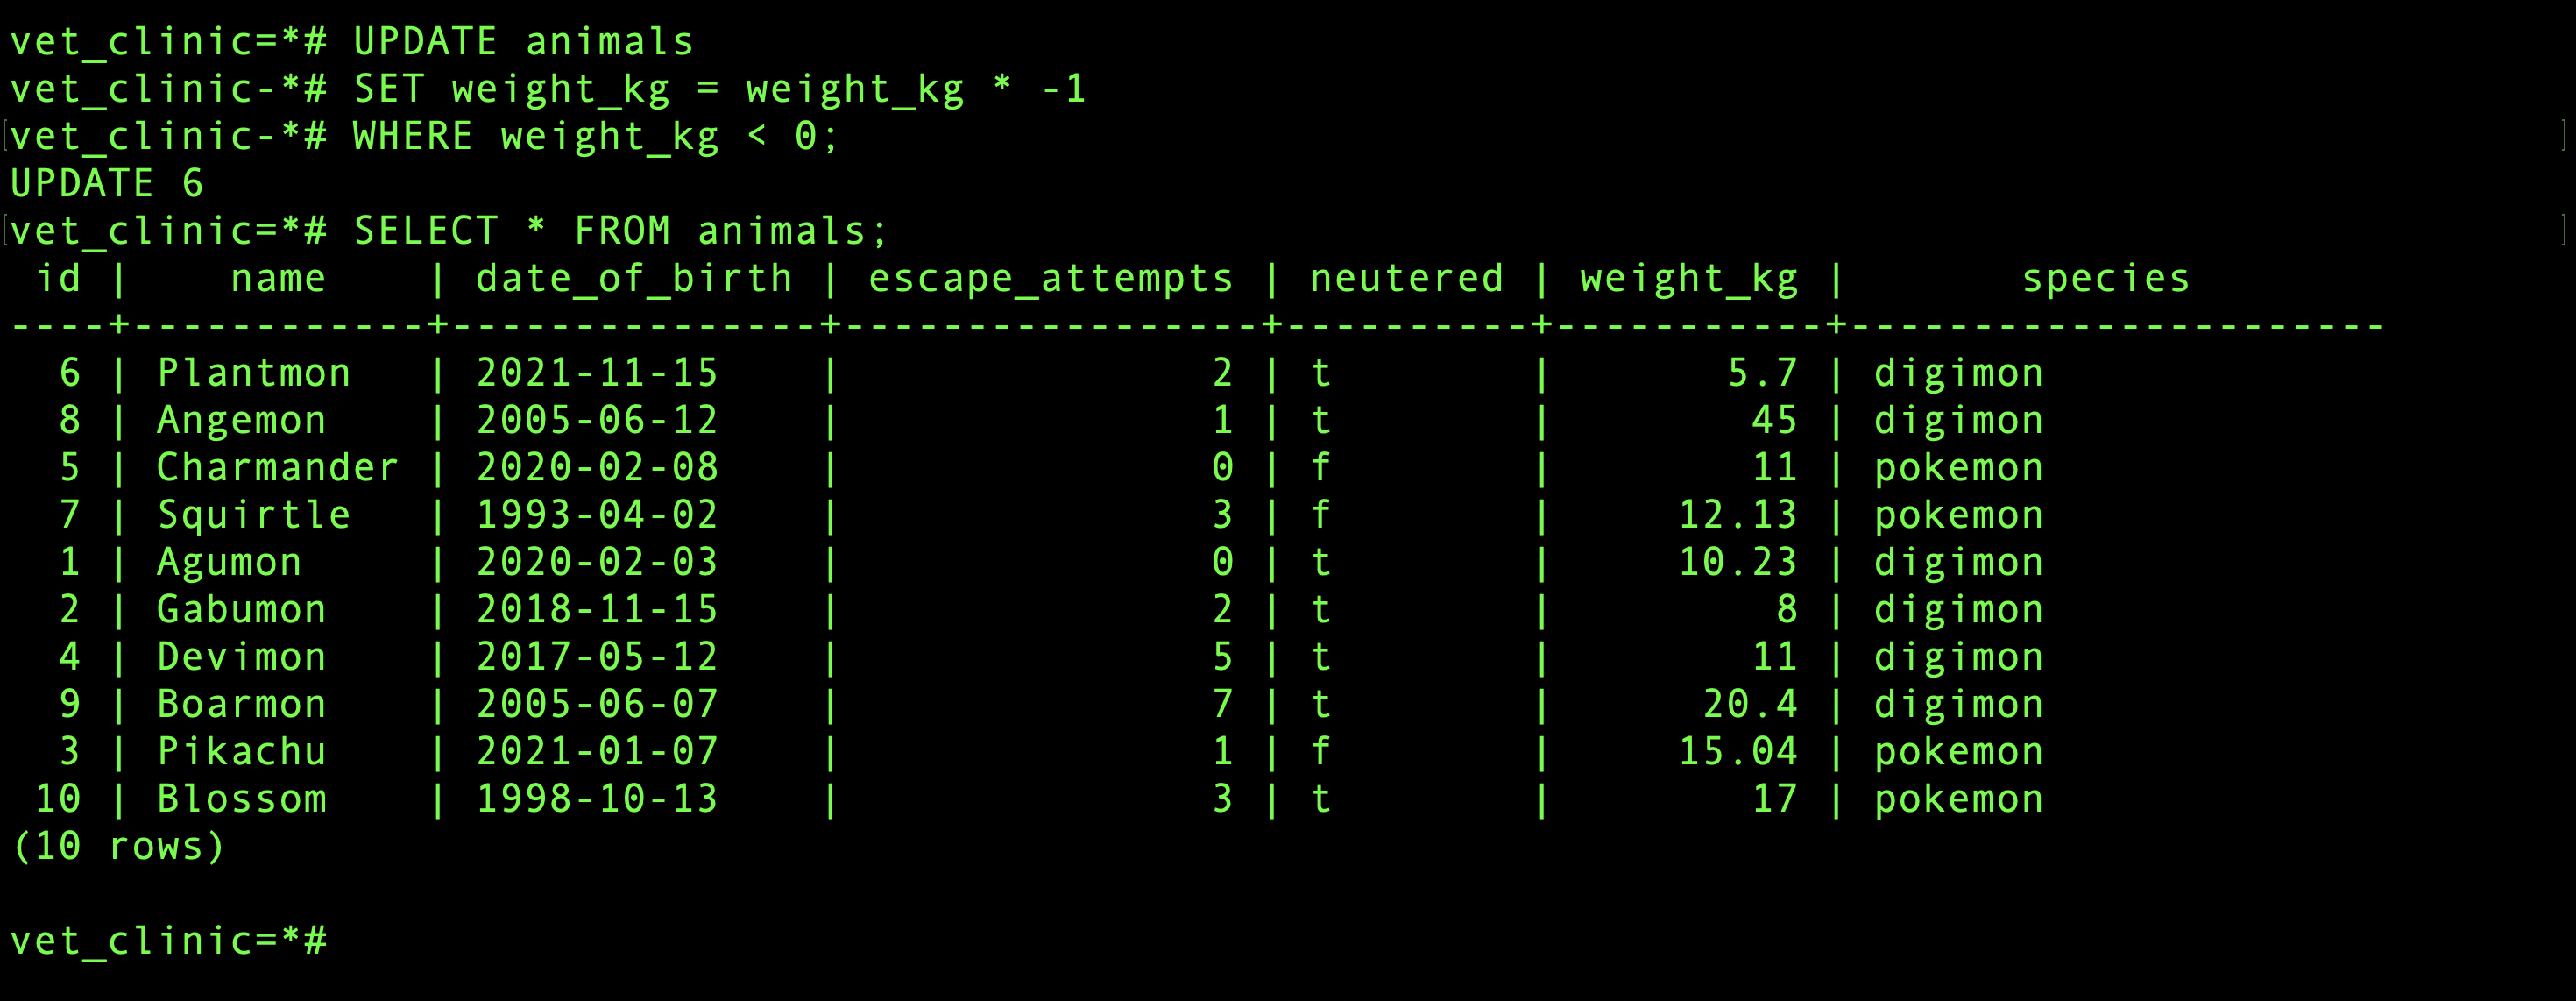 vet_clinic=*# UPDATE animals
vet_clinic-*# SET weight_kg = weight_kg * -1
[vet_clinic-*# WHERE weight_kg < 0; ]
UPDATE 6
[vet_clinic=*# SELECT * FROM animals; ]
 id |    name    | date_of_birth | escape_attempts | neutered | weight_kg |       species
----+------------+---------------+-----------------+----------+-----------+----------------------
  6 | Plantmon   | 2021-11-15    |               2 | t        |       5.7 | digimon
  8 | Angemon    | 2005-06-12    |               1 | t        |        45 | digimon
  5 | Charmander | 2020-02-08    |               0 | f        |        11 | pokemon
  7 | Squirtle   | 1993-04-02    |               3 | f        |     12.13 | pokemon
  1 | Agumon     | 2020-02-03    |               0 | t        |     10.23 | digimon
  2 | Gabumon    | 2018-11-15    |               2 | t        |         8 | digimon
  4 | Devimon    | 2017-05-12    |               5 | t        |        11 | digimon
  9 | Boarmon    | 2005-06-07    |               7 | t        |      20.4 | digimon
  3 | Pikachu    | 2021-01-07    |               1 | f        |     15.04 | pokemon
 10 | Blossom    | 1998-10-13    |               3 | t        |        17 | pokemon
(10 rows)
vet_clinic=*#